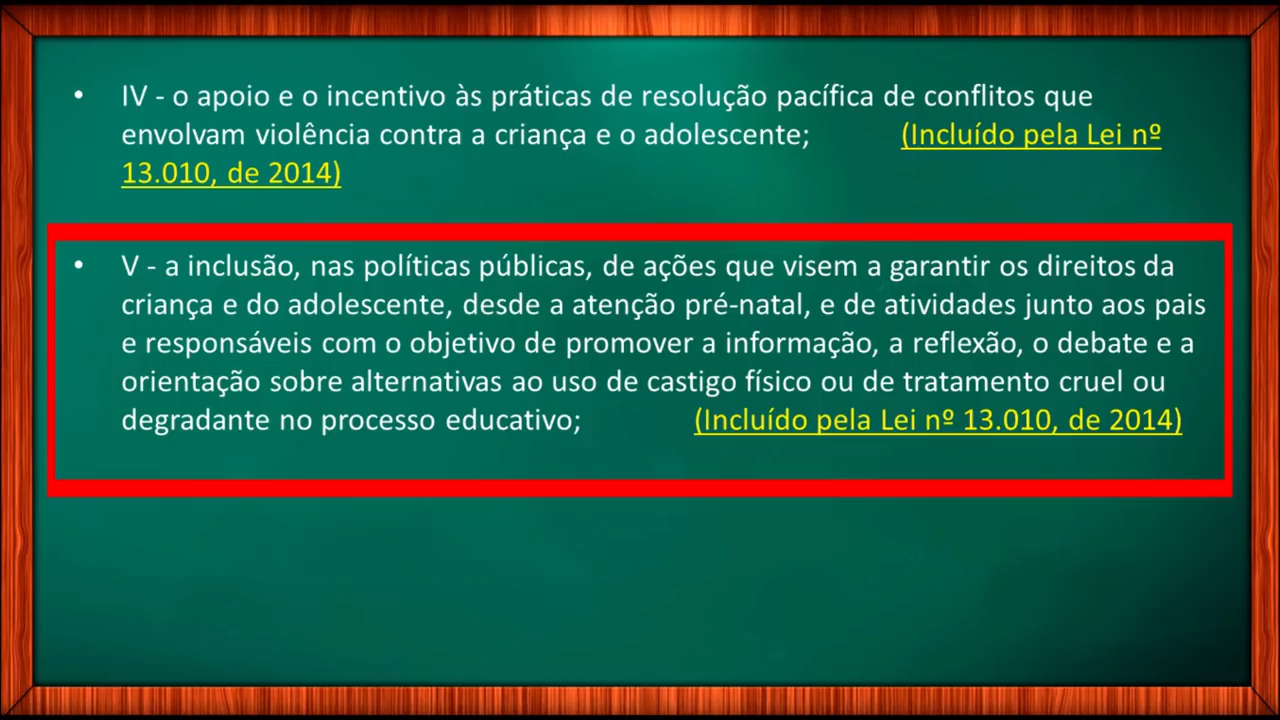 • IV - o apoio e o incentivo às práticas de resolução pacífica de conflitos que
envolvam violência contra a criança e o adolescente; (Incluído pela Lei nº
13.010, de 2014)
• V - a inclusão, nas políticas públicas, de ações que visem a garantir os direitos da
criança e do adolescente, desde a atenção pré-natal, e de atividades junto aos pais
e responsáveis com o objetivo de promover a informação, a reflexão, o debate e a
orientação sobre alternativas ao uso de castigo físico ou de tratamento cruel ou
degradante no processo educativo; (Incluído pela Lei nº 13.010, de 2014)